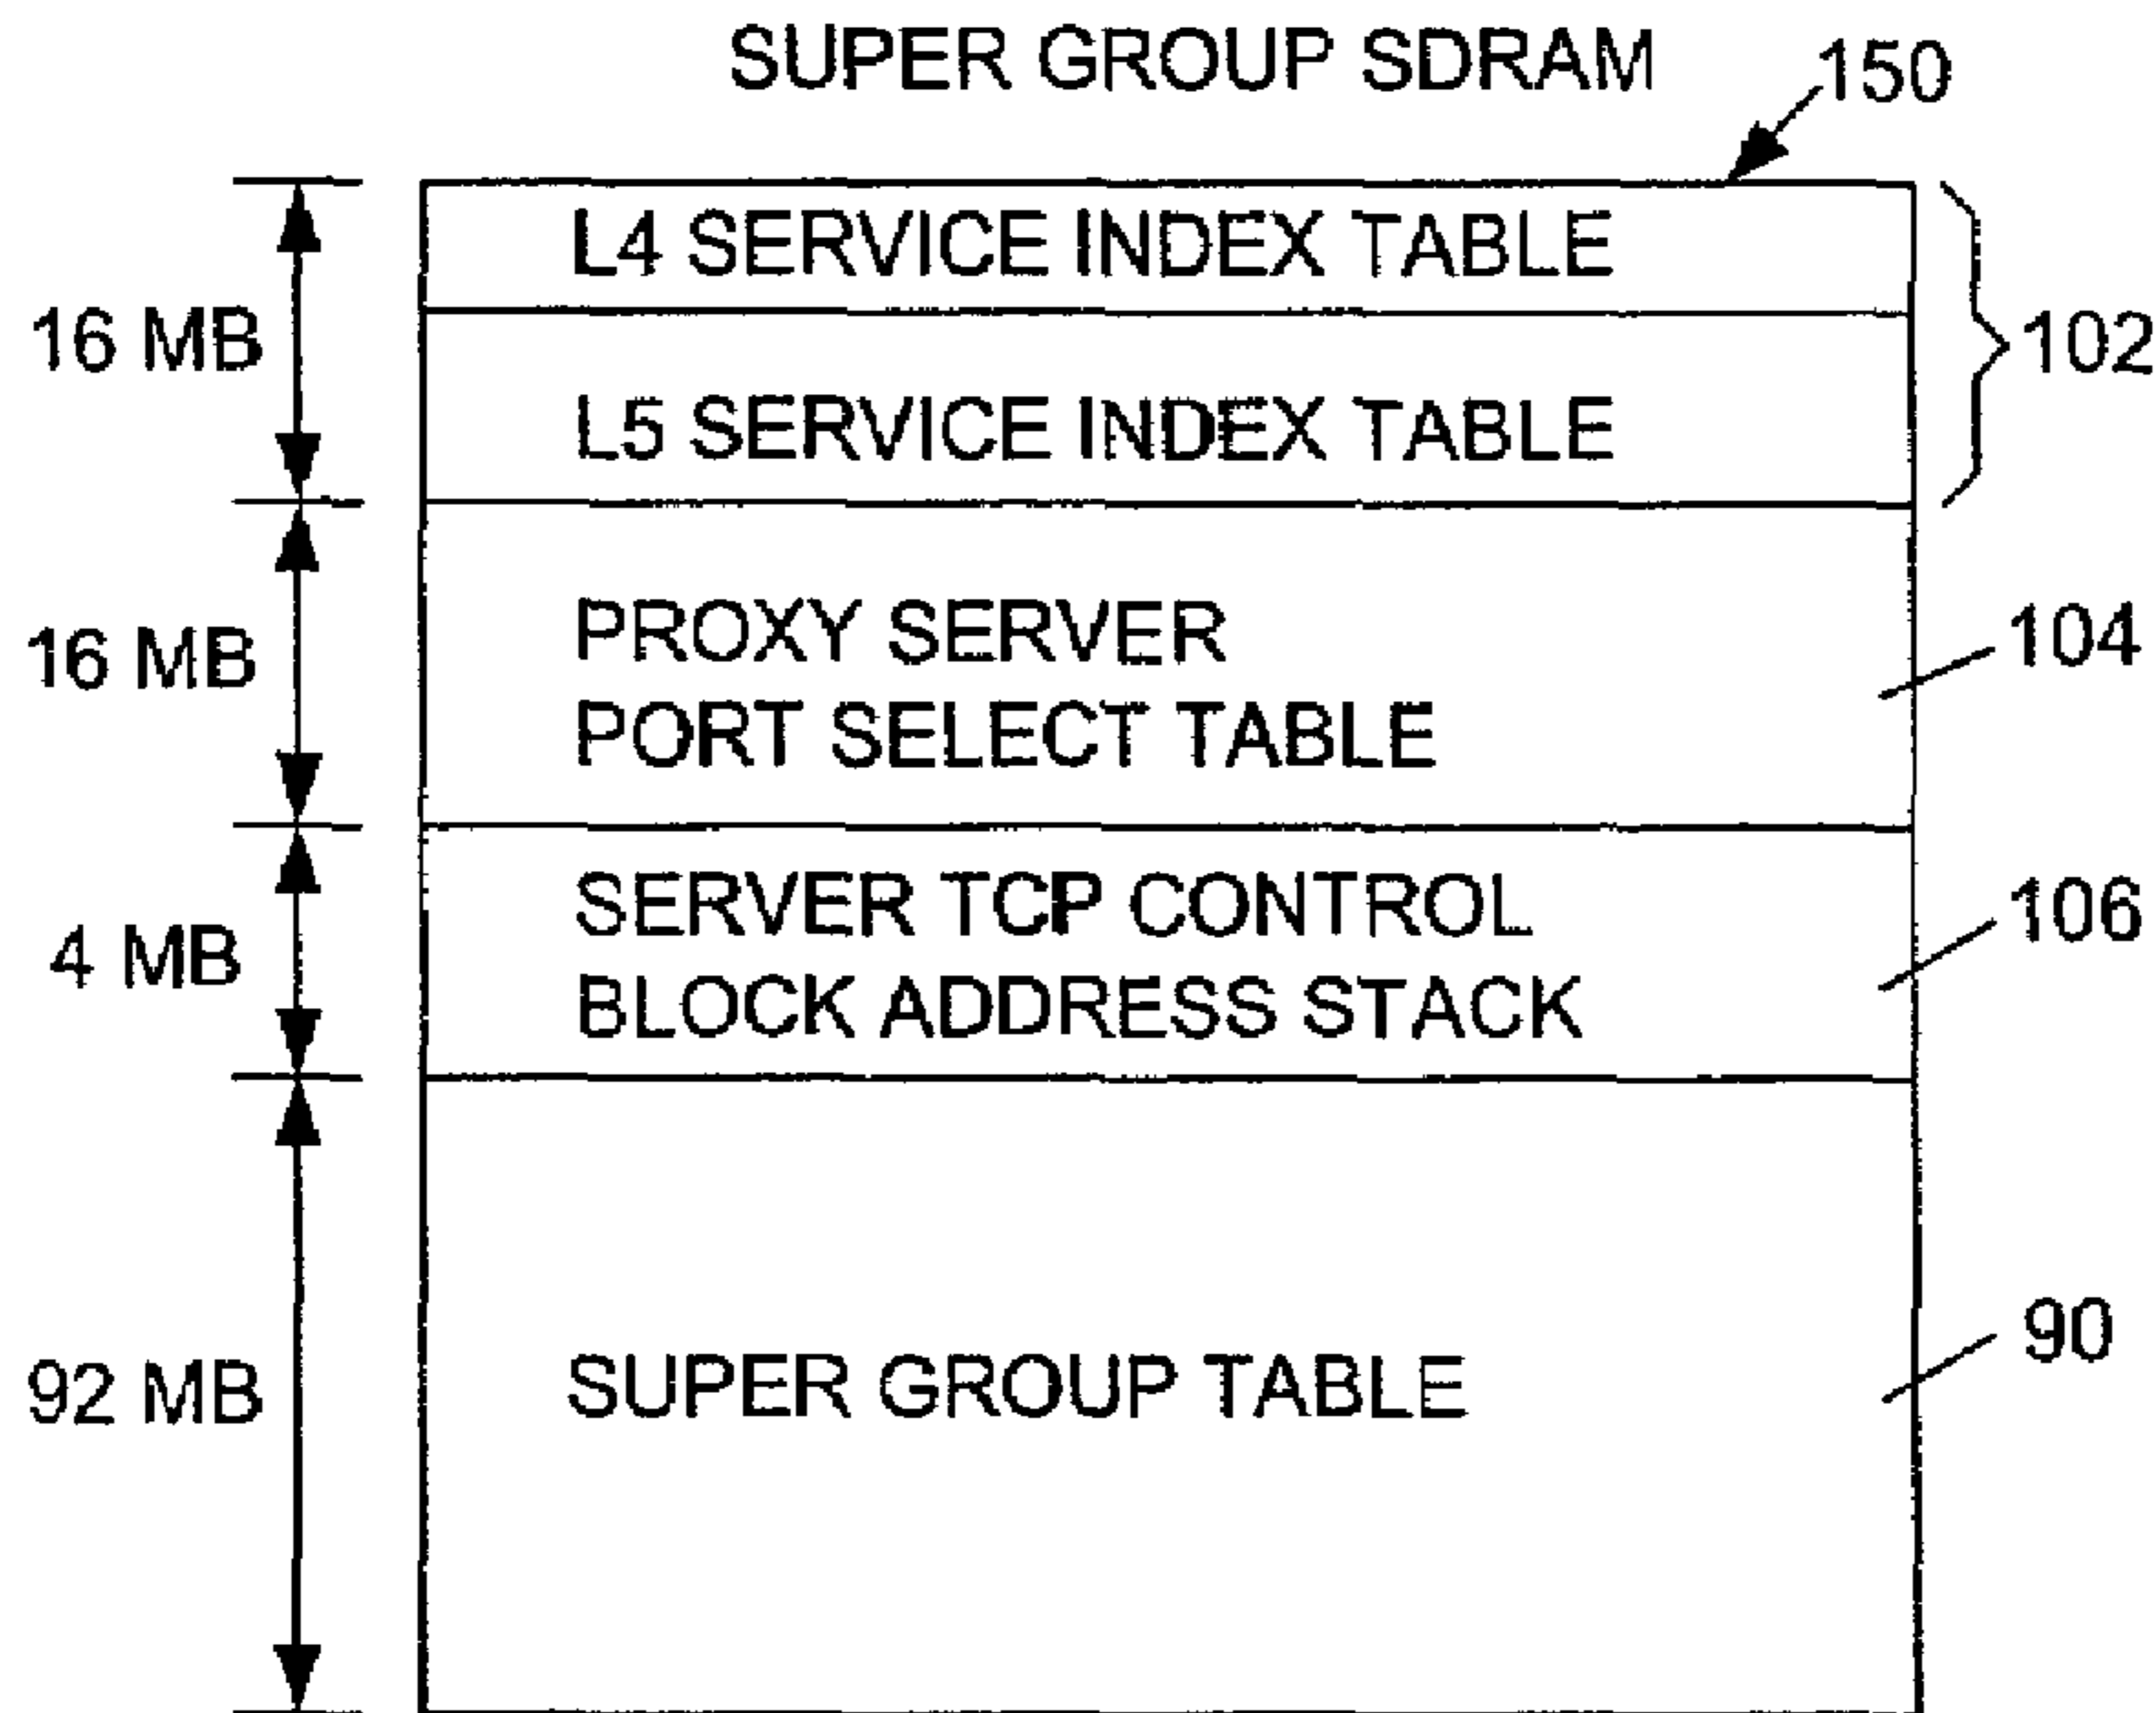 SUPER GROUP SDRAM
150
L4 SERVICE INDEX TABLE
16 MB
102
L5 SERVICE INDEX TABLE
PROXY SERVER
104
16 MB
PORT SELECT TABLE
SERVER TCP CONTROL
106
4 MB
BLOCK ADDRESS STACK
90
92 MB
SUPER GROUP TABLE